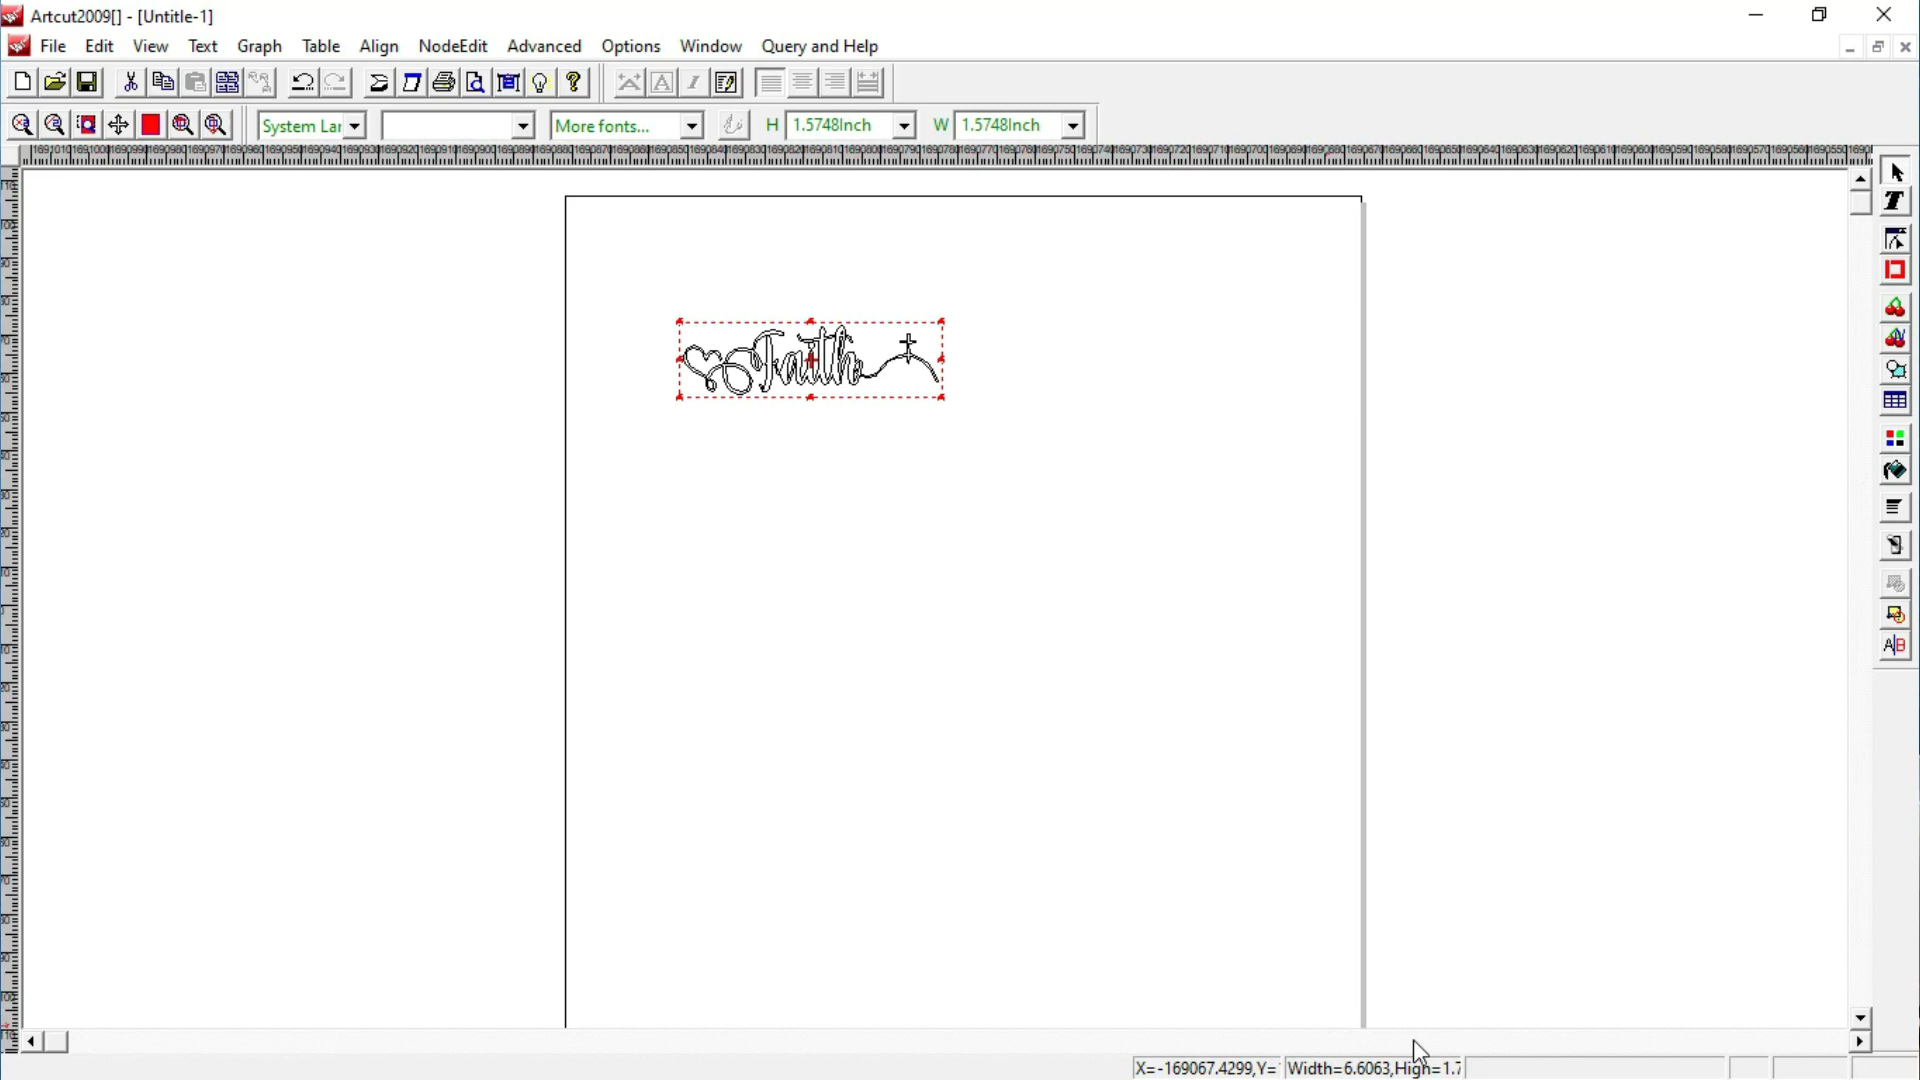 Artcut2009[] - [Untitle-1]
File Edit View Text Graph Table Align NodeEdit Advanced Options Window Query and Help
System Lar More fonts... H 1.5748Inch W 1.5748Inch
Faith
A|B
X=-169067.4299,Y= Width=6.6063,High=1.7